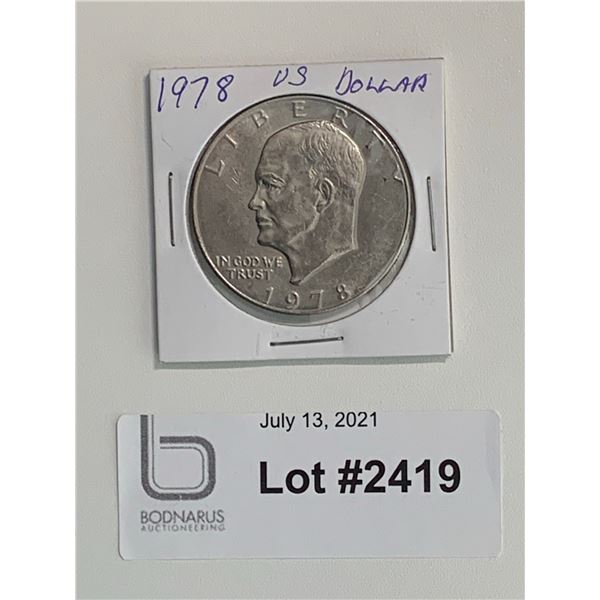 1978 US DOLLAR
LIBERTY
IN GOD WE
TRUST
1978
July 13, 2021
Lot #2419
BODNARUS
AUCTIONEERING